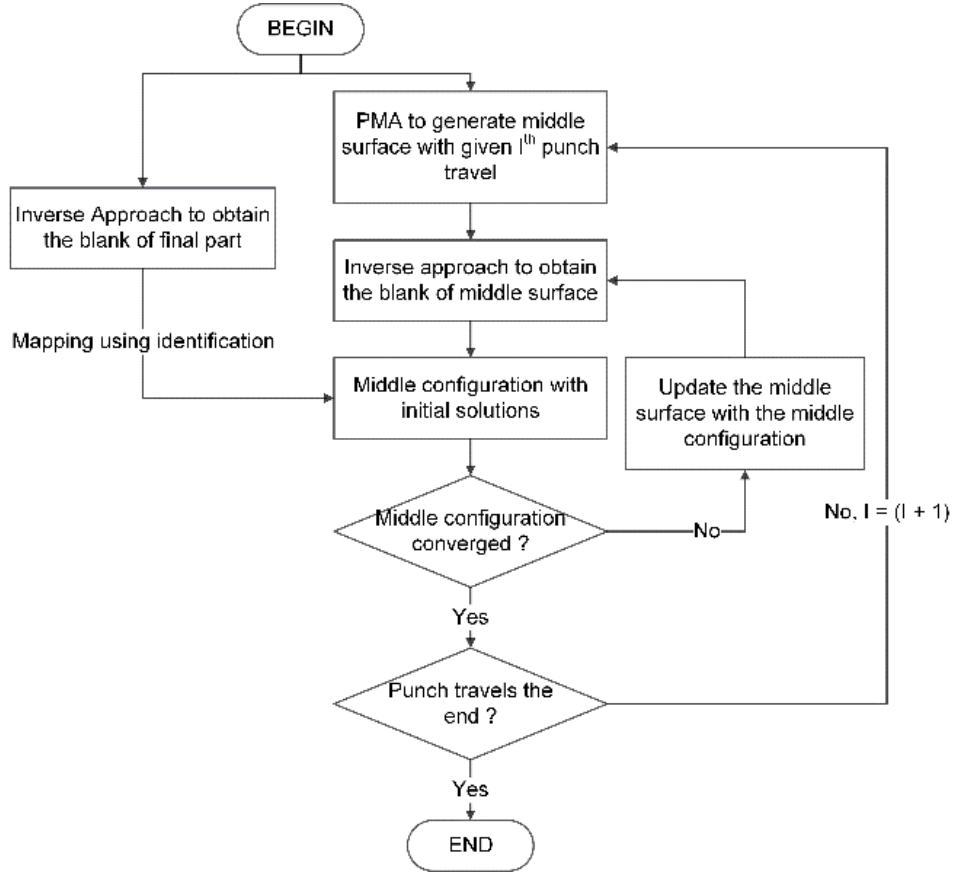 BEGIN
PMA to generate middle
surface with given Ith punch
travel
Inverse Approach to obtain
the blank of final part
Inverse approach to obtain
the blank of middle surface
Mapping using identification
Middle configuration with
initial solutions
Update the middle
surface with the middle
configuration
Middle configuration
converged ?
No
No, I = (I + 1)
Yes
Punch travels the
end ?
Yes
END